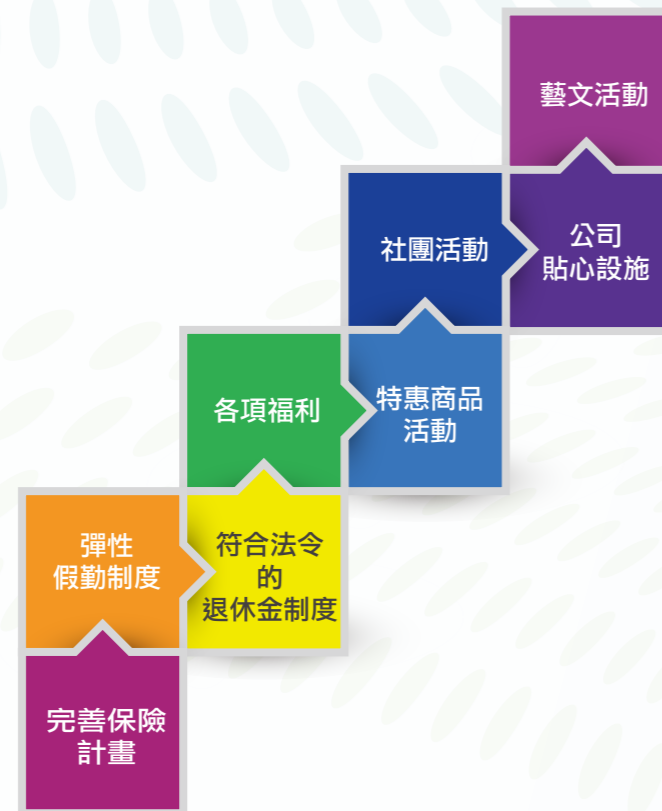 藝文活動
社團活動
公司
貼心設施
各項福利
特惠商品
活動
彈性
假勤制度
符合法令
的
退休金制度
完善保險
計畫